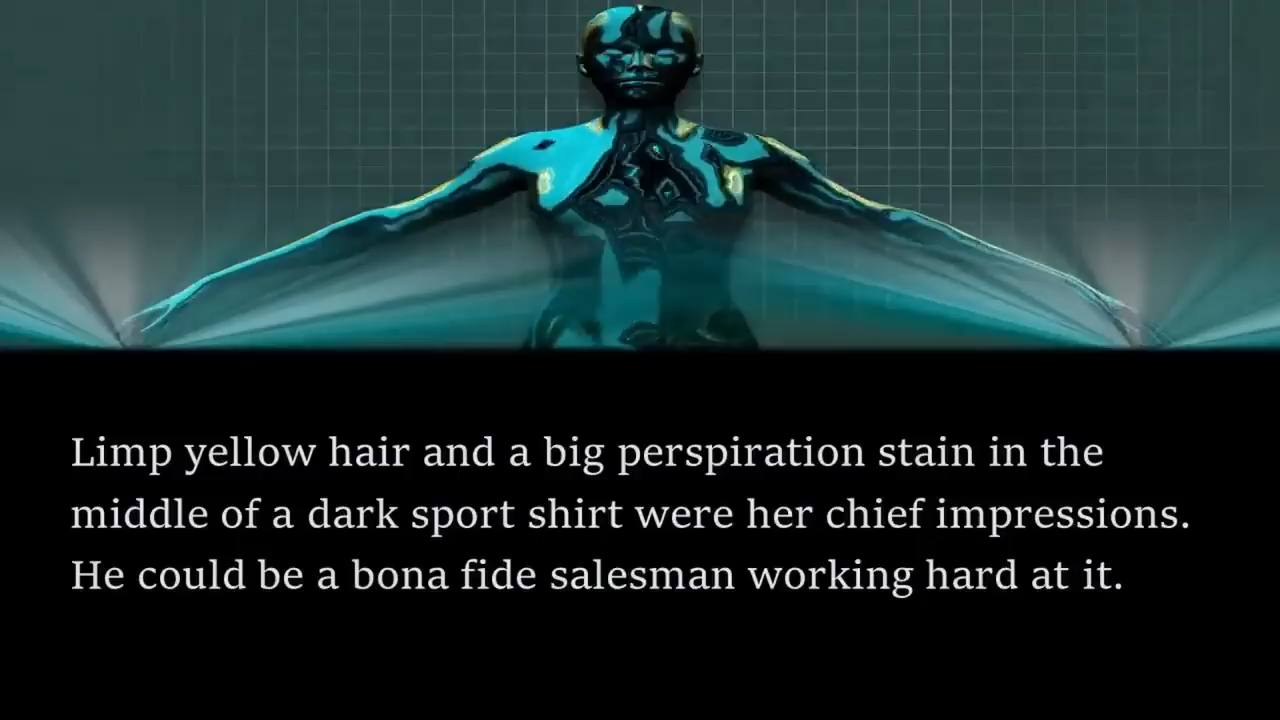 Limp yellow hair and a big perspiration stain in the
middle of a dark sport shirt were her chief impressions.
He could be a bona fide salesman working hard at it.